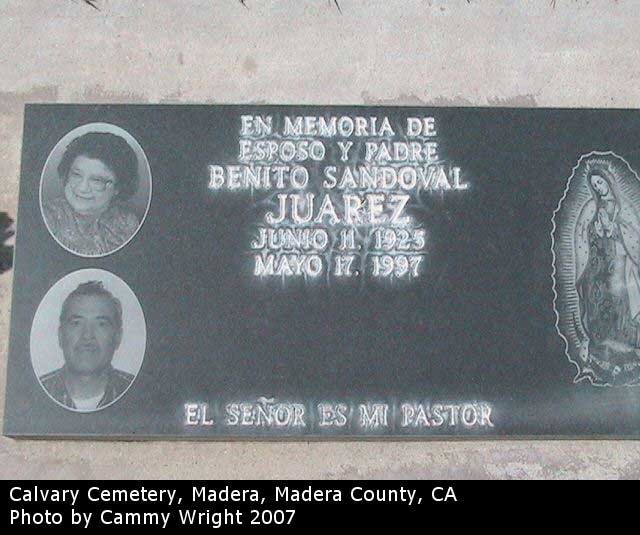 EN MEMORIA DE
ESPOSO Y PADRE
BENITO SANDOVAL
JUAREZ
JUNIO 11, 1925
MAYO 17, 1997
EL SEÑOR ES MI PASTOR
Calvary Cemetery, Madera, Madera County, CA
Photo by Cammy Wright 2007